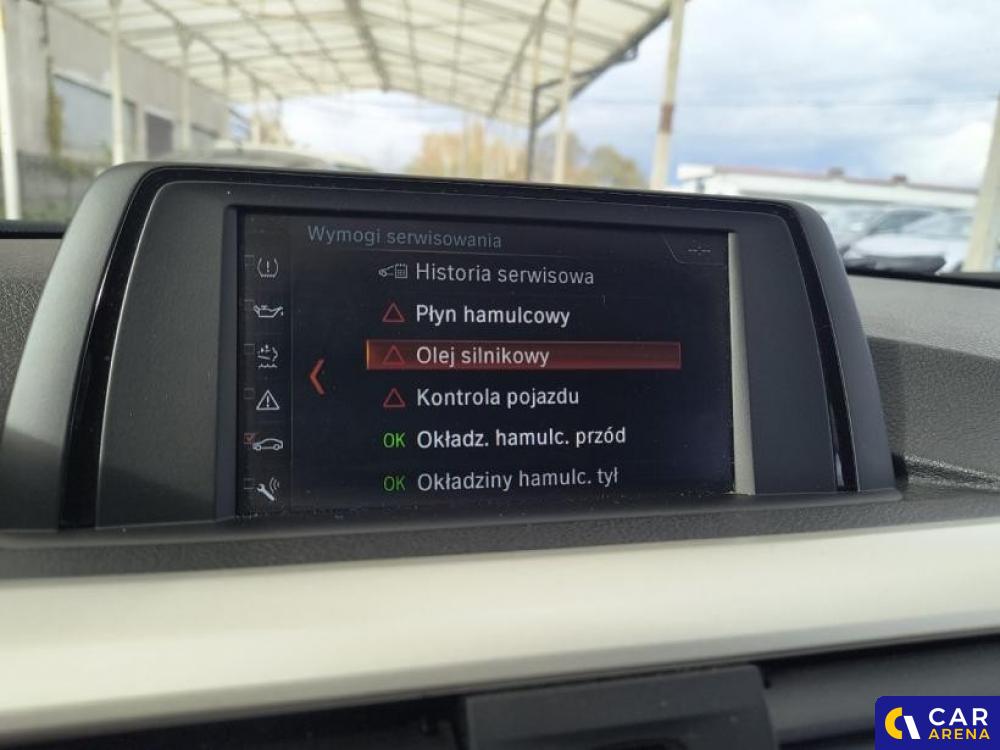 Wymogi serwisowania
Historia serwisowa
Płyn hamulcowy
Olej silnikowy
Kontrola pojazdu
OK Okładz. hamulc. przód
OK Okładziny hamulc. tył
CAR
ARENA